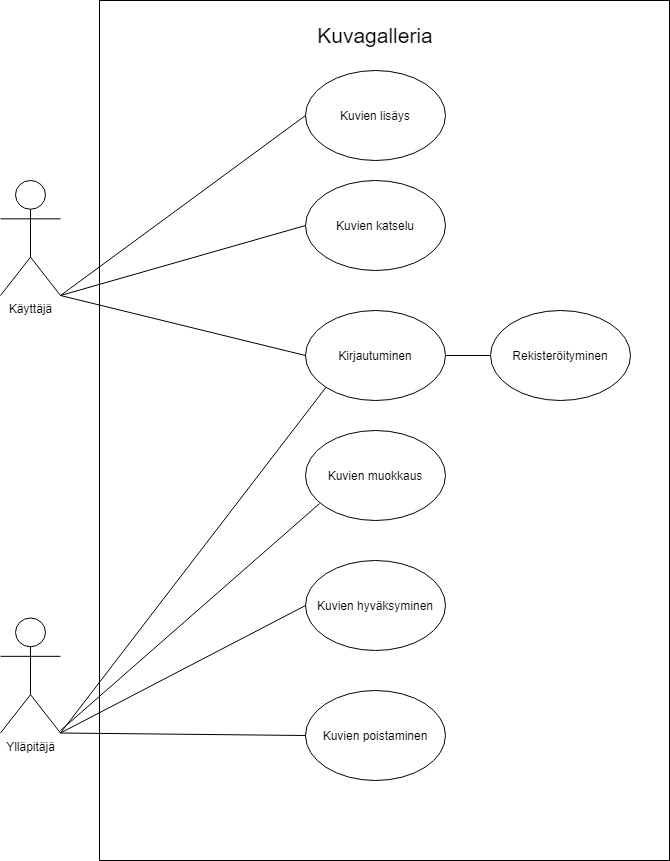 Kuvagalleria
Kuvien lisäys
Kuvien katselu
Käyttäjä
Kirjautuminen
Rekisteröityminen
Kuvien muokkaus
Kuvien hyväksyminen
Kuvien poistaminen
Ylläpitäjä